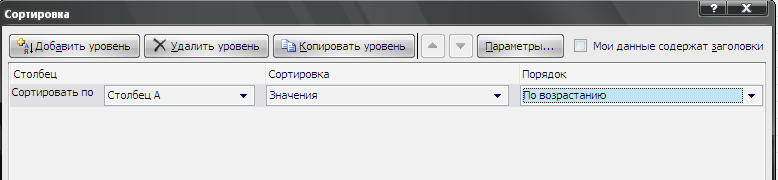 Сортировка
Добавить уровень Удалить уровень Копировать уровень Параметры... Мои данные содержат заголовки
Столбец Сортировка Порядок
Сортировать по Столбец A Значения По возрастанию